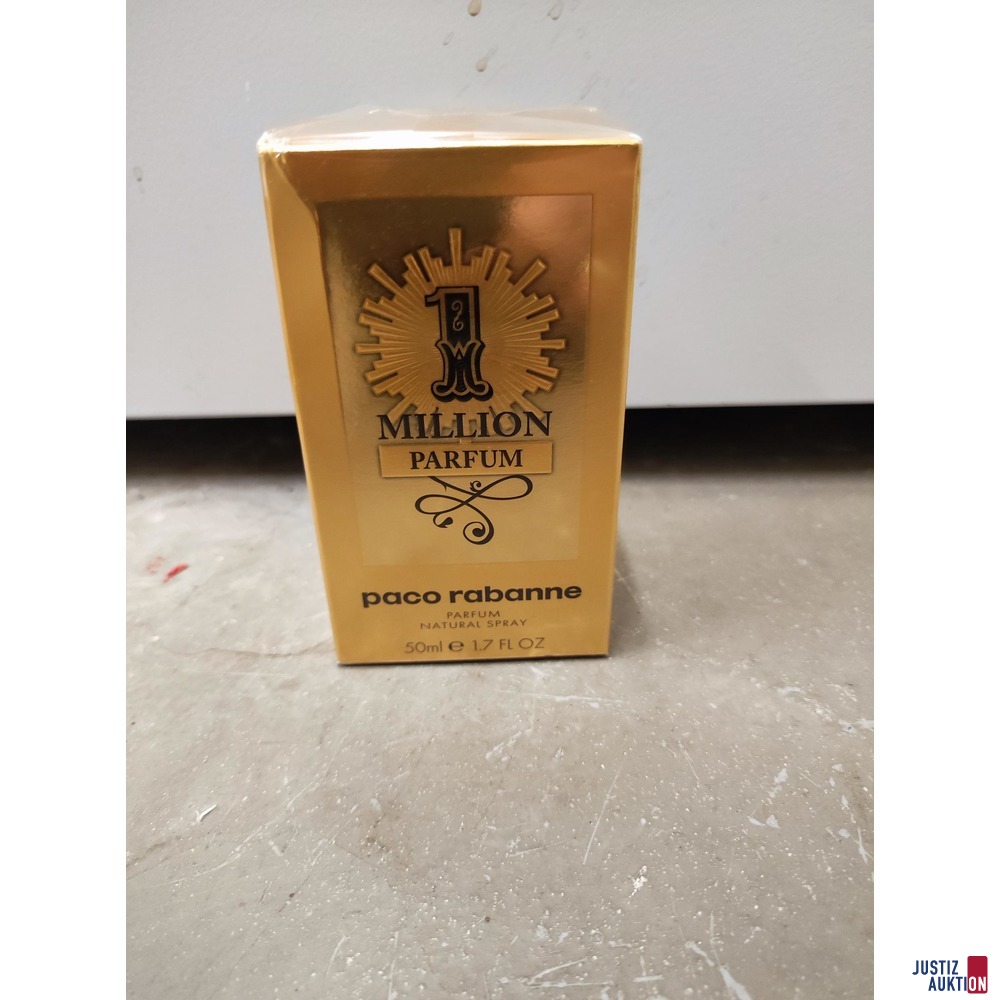 1
MILLION
PARFUM
paco rabanne
PARFUM
NATURAL SPRAY
50ml e 1.7 FL OZ
JUSTIZ
AUKTION